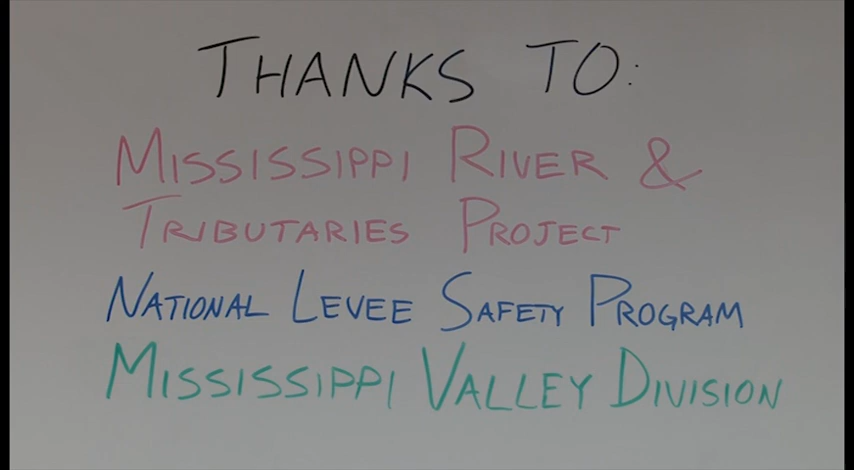 THANKS TO:
MISSISSIPPI RIVER &
TRIBUTARIES PROJECT
NATIONAL LEVEE SAFETY PROGRAM
MISSISSIPPI VALLEY DIVISION